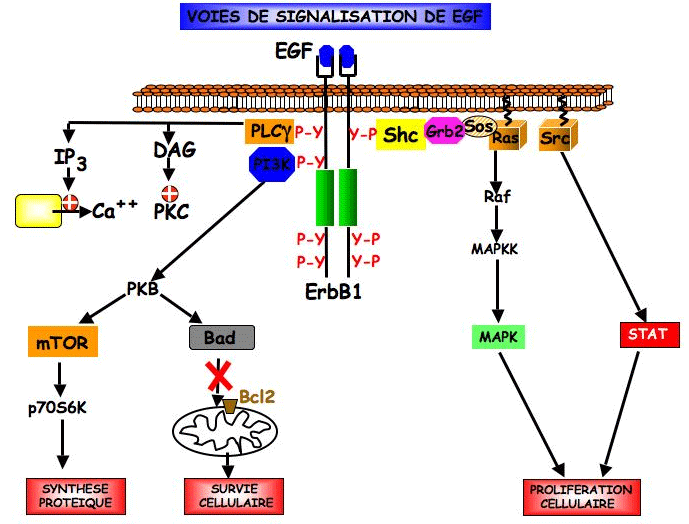 VOIES DE SIGNALISATION DE EGF
EGF
PLCγ
P-Y
Y-P
Shc
Grb2
Sos
Ras
Src
IP3
DAG
PI3K
P-Y
Ca++
PKC
Raf
P-Y
Y-P
MAPKK
P-Y
Y-P
PKB
ErbB1
mTOR
Bad
MAPK
STAT
p70S6K
Bcl2
SYNTHESE
PROTEIQUE
SURVIE
CELLULAIRE
PROLIFERATION
CELLULAIRE